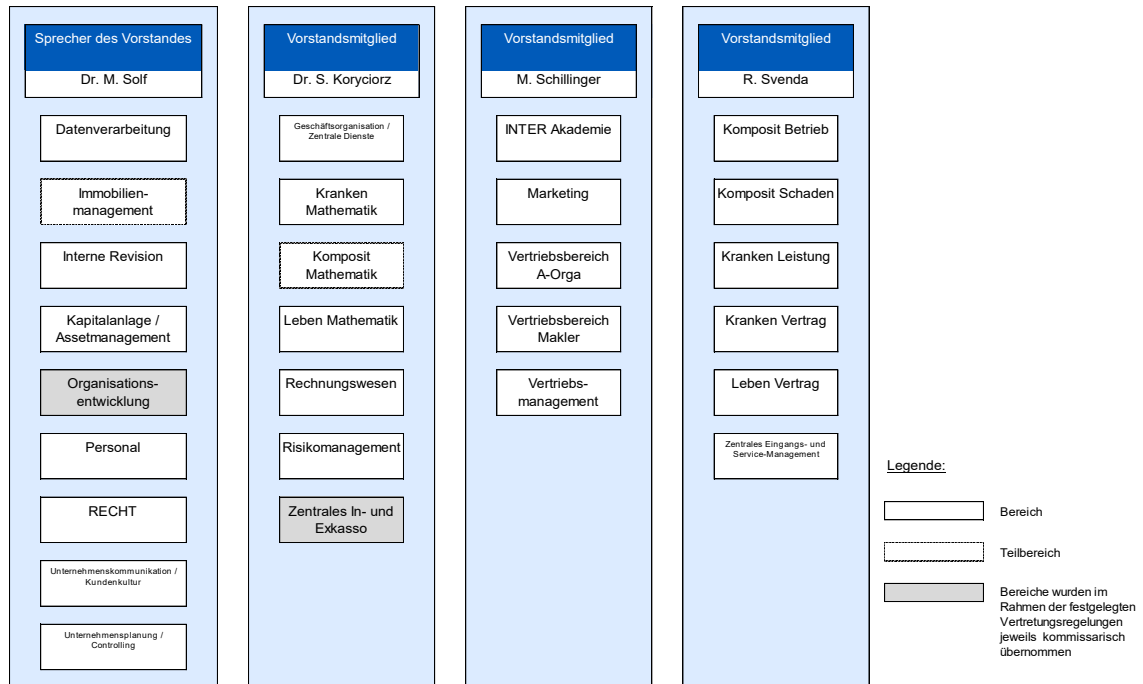 Sprecher des Vorstandes
Dr. M. Solf
Datenverarbeitung
Immobilien-
management
Interne Revision
Kapitalanlage /
Assetmanagement
Organisations-
entwicklung
Personal
RECHT
Unternehmenskommunikation /
Kundenkultur
Unternehmensplanung /
Controlling
Vorstandsmitglied
Dr. S. Koryciorz
Geschäftsorganisation /
Zentrale Dienste
Kranken
Mathematik
Komposit
Mathematik
Leben Mathematik
Rechnungswesen
Risikomanagement
Zentrales In- und
Exkasso
Vorstandsmitglied
M. Schillinger
INTER Akademie
Marketing
Vertriebsbereich
A-Orga
Vertriebsbereich
Makler
Vertriebs-
management
Vorstandsmitglied
R. Svenda
Komposit Betrieb
Komposit Schaden
Kranken Leistung
Kranken Vertrag
Leben Vertrag
Zentrales Eingangs- und
Service-Management
Legende:
Bereich
Teilbereich
Bereiche wurden im
Rahmen der festgelegten
Vertretungsregelungen
jeweils kommissarisch
übernommen